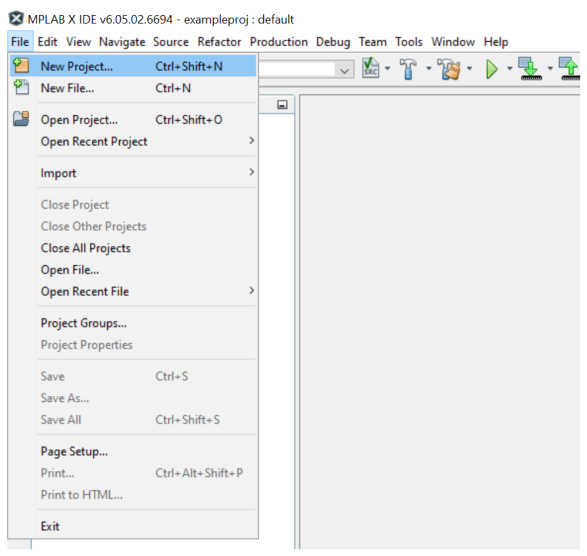 MPLAB X IDE v6.05.02.6694 - exampleproj : default
File Edit View Navigate Source Refactor Production Debug Team Tools Window Help
New Project... Ctrl+Shift+N
New File... Ctrl+N
SRC
Open Project... Ctrl+Shift+O
Open Recent Project
Import
Close Project
Close Other Projects
Close All Projects
Open File...
Open Recent File
Project Groups...
Project Properties
Save Ctrl+S
Save As...
Save All Ctrl+Shift+S
Page Setup...
Print... Ctrl+Alt+Shift+P
Print to HTML...
Exit